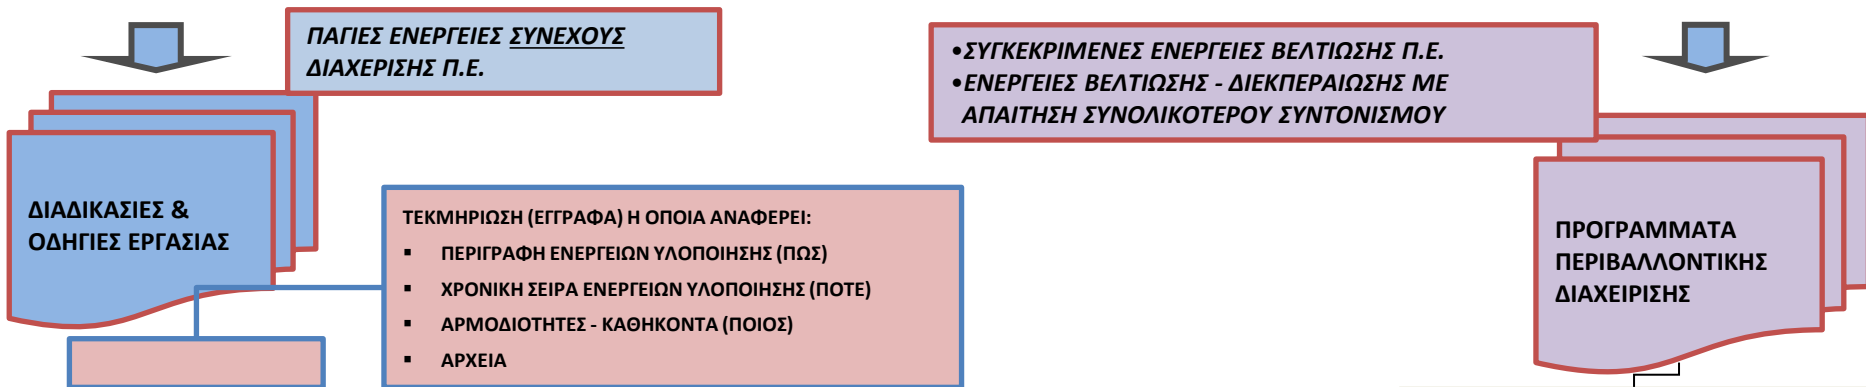 ΠΑΓΙΕΣ ΕΝΕΡΓΕΙΕΣ ΣΥΝΕΧΟΥΣ
ΔΙΑΧΕΡΙΣΗΣ Π.Ε.
•ΣΥΓΚΕΚΡΙΜΕΝΕΣ ΕΝΕΡΓΕΙΕΣ ΒΕΛΤΙΩΣΗΣ Π.Ε.
•ΕΝΕΡΓΕΙΕΣ ΒΕΛΤΙΩΣΗΣ - ΔΙΕΚΠΕΡΑΙΩΣΗΣ ΜΕ
ΑΠΑΙΤΗΣΗ ΣΥΝΟΛΙΚΟΤΕΡΟΥ ΣΥΝΤΟΝΙΣΜΟΥ
ΔΙΑΔΙΚΑΣΙΕΣ &
ΟΔΗΓΙΕΣ ΕΡΓΑΣΙΑΣ
ΤΕΚΜΗΡΙΩΣΗ (ΕΓΓΡΑΦΑ) Η ΟΠΟΙΑ ΑΝΑΦΕΡΕΙ:
▪ ΠΕΡΙΓΡΑΦΗ ΕΝΕΡΓΕΙΩΝ ΥΛΟΠΟΙΗΣΗΣ (ΠΩΣ)
▪ ΧΡΟΝΙΚΗ ΣΕΙΡΑ ΕΝΕΡΓΕΙΩΝ ΥΛΟΠΟΙΗΣΗΣ (ΠΟΤΕ)
▪ ΑΡΜΟΔΙΟΤΗΤΕΣ - ΚΑΘΗΚΟΝΤΑ (ΠΟΙΟΣ)
▪ ΑΡΧΕΙΑ
ΠΡΟΓΡΑΜΜΑΤΑ
ΠΕΡΙΒΑΛΛΟΝΤΙΚΗΣ
ΔΙΑΧΕΙΡΙΣΗΣ